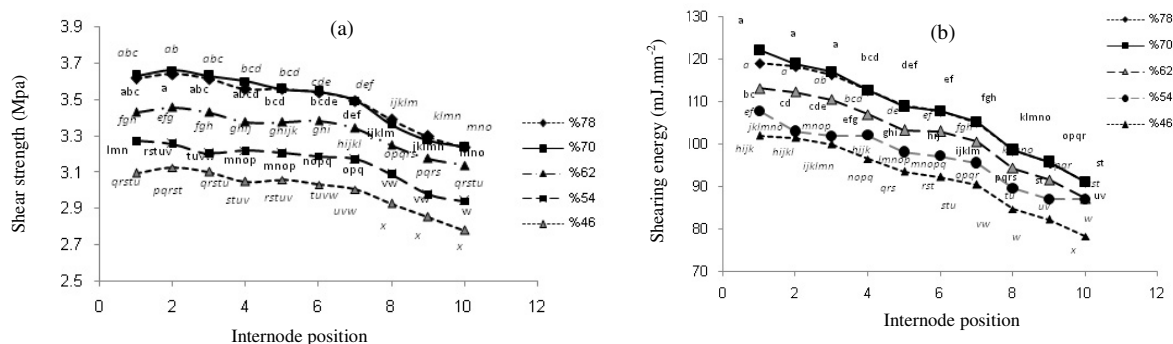 (a)
Shear strength (Mpa)
3.9
3.7
3.5
3.3
3.1
2.9
2.7
2.5
abc ab abc bcd bcd cde def ijklm klmn mno
abc a abc abcd bcd bcde def ijklm jklmn mno
fgh efg fgh ghij ghijk ghi hijkl opqrs pqrs qrstu
lmn rstuv tuvw mnop mnop nopq opq vw vw w
qrstu pqrst qrstu stuv rstuv tuvw uvw x x x
0 2 4 6 8 10 12
Internode position
%78
%70
%62
%54
%46
(b)
Shearing energy (mJ.mm-2)
130
120
110
100
90
80
70
a a a bcd def ef fgh klmno opqr st
a a ab bcd de ef fgh
bc cd cde efg ghi hij ijklm pqrs st uv
ef jklmno mnop hijk mnop mnopq opqr tu uv w
hijk hijkl ijklmn nopq qrs rst stu vw w x
0 2 4 6 8 10 12
Internode position
%78
%70
%62
%54
%46